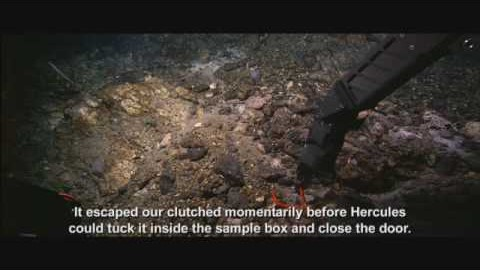 It escaped our clutched momentarily before Hercules
could tuck it inside the sample box and close the door.